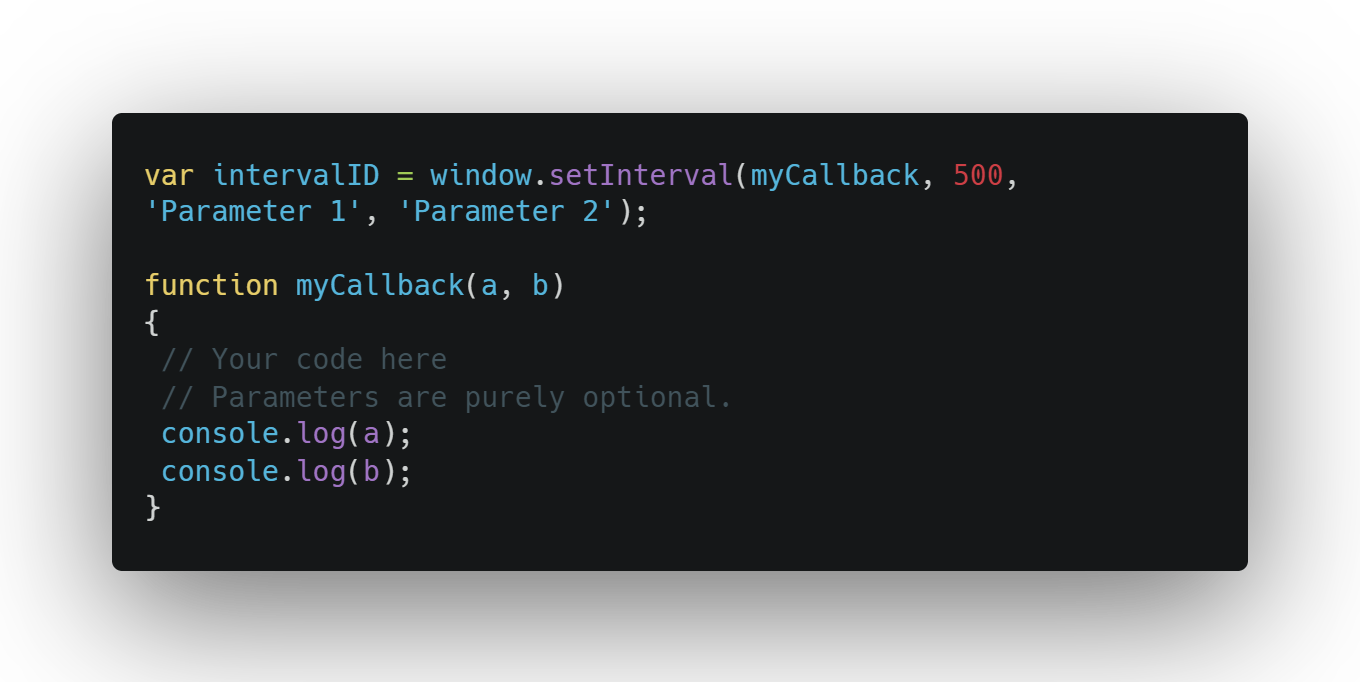 var intervalID = window.setInterval(myCallback, 500,
'Parameter 1', 'Parameter 2');

function myCallback(a, b)
{
 // Your code here
 // Parameters are purely optional.
 console.log(a);
 console.log(b);
}